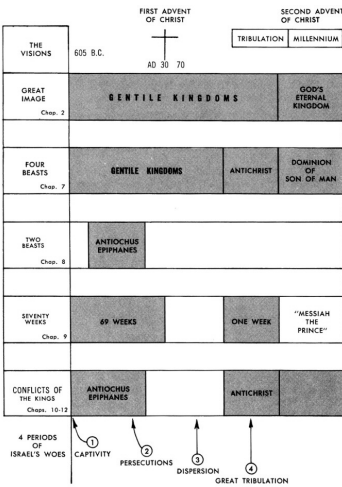 FIRST ADVENT
OF CHRIST
SECOND ADVENT
OF CHRIST
TRIBULATION
MILLENNIUM
THE
VISIONS
605 B.C.
AD 30 70
GREAT
IMAGE
Chap. 2
GENTILE KINGDOMS
GOD'S
ETERNAL
KINGDOM
FOUR
BEASTS
Chap. 7
GENTILE KINGDOMS
ANTICHRIST
DOMINION
OF
SON OF MAN
TWO
BEASTS
Chap. 8
ANTIOCHUS
EPIPHANES
SEVENTY
WEEKS
Chap. 9
69 WEEKS
ONE WEEK
"MESSIAH
THE
PRINCE"
CONFLICTS OF
THE KINGS
Chaps. 10-12
ANTIOCHUS
EPIPHANES
ANTICHRIST
4 PERIODS
OF
ISRAEL'S WOES
1
CAPTIVITY
2
PERSECUTIONS
3
DISPERSION
4
GREAT TRIBULATION